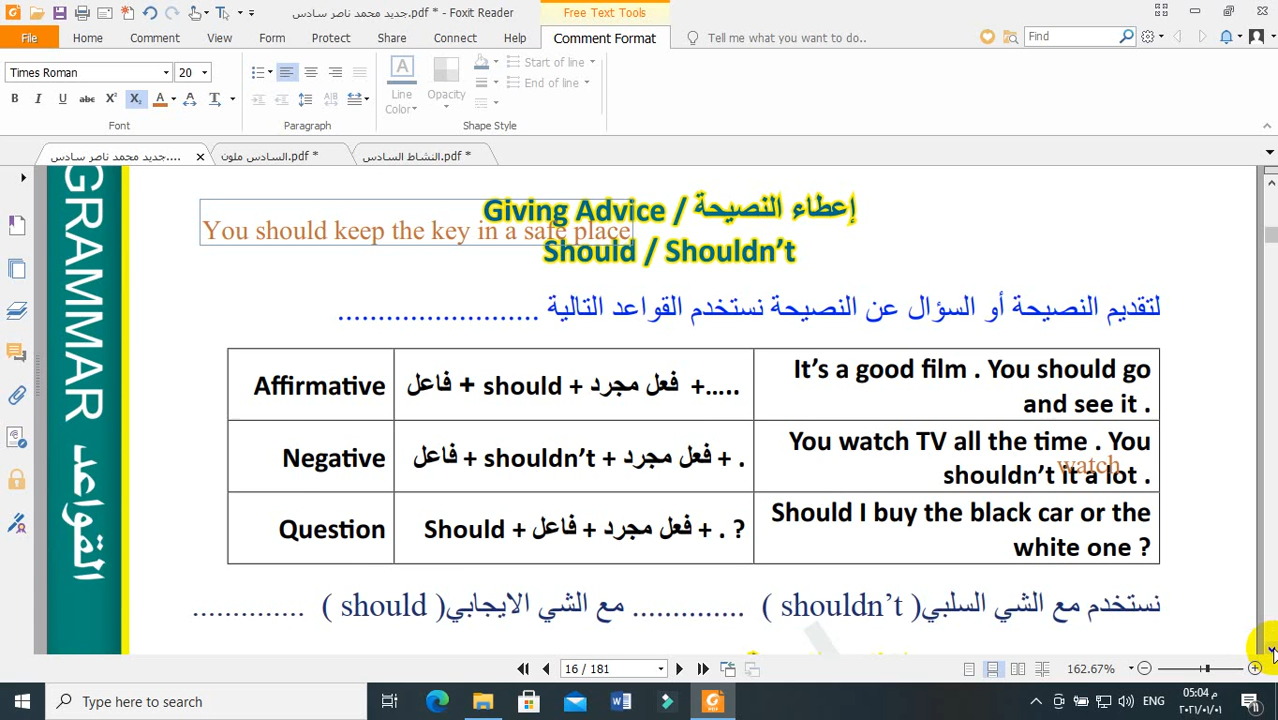 جديد محمد ناصر سادس.pdf * - Foxit Reader
Free Text Tools
File
Home
Comment
View
Form
Protect
Share
Connect
Help
Comment Format
Tell me what you want to do..
Find
Times Roman
20
Start of line
End of line
Line Color
Opacity
Font
Paragraph
Shape Style
جديد محمد ناصر سادس....
السادس ملون.pdf *
النشاط السادس.pdf *
GRAMMAR القواعد
Giving Advice / إعطاء النصيحة
You should keep the key in a safe place
Should / Shouldn't
لتقديم النصيحة أو السؤال عن النصيحة نستخدم القواعد التالية ........................
Affirmative
فاعل + should + فعل مجرد +.....
It's a good film . You should go
and see it .
Negative
فاعل + shouldn't + فعل مجرد + .
You watch TV all the time . You
shouldn't it a lot .
watch
Question
Should + فاعل + فعل مجرد + . ?
Should I buy the black car or the
white one ?
نستخدم مع الشي السلبي( shouldn't ) .............. مع الشي الايجابي( should ) ..............
16 / 181
162.67%
Type here to search
ENG
05:04 م
٢٠٢١/٠١/٠١